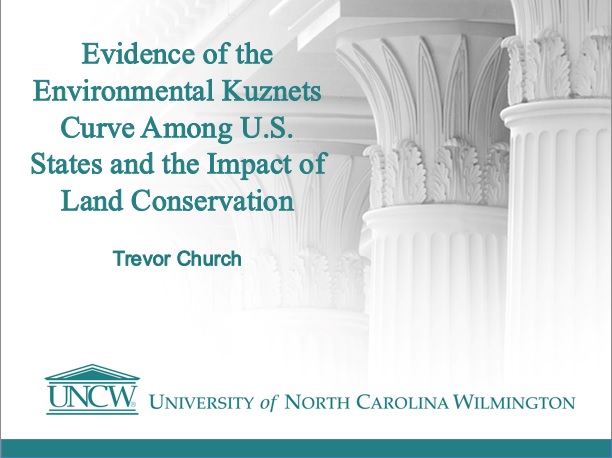 Evidence of the
Environmental Kuznets
Curve Among U.S.
States and the Impact of
Land Conservation
Trevor Church
UNCW®
UNIVERSITY of NORTH CAROLINA WILMINGTON